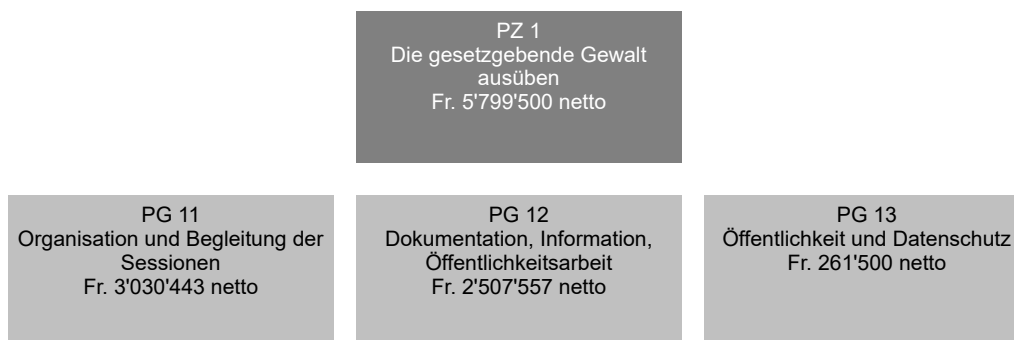 PZ 1
Die gesetzgebende Gewalt
ausüben
Fr. 5'799'500 netto
PG 11
Organisation und Begleitung der
Sessionen
Fr. 3'030'443 netto
PG 12
Dokumentation, Information,
Öffentlichkeitsarbeit
Fr. 2'507'557 netto
PG 13
Öffentlichkeit und Datenschutz
Fr. 261'500 netto